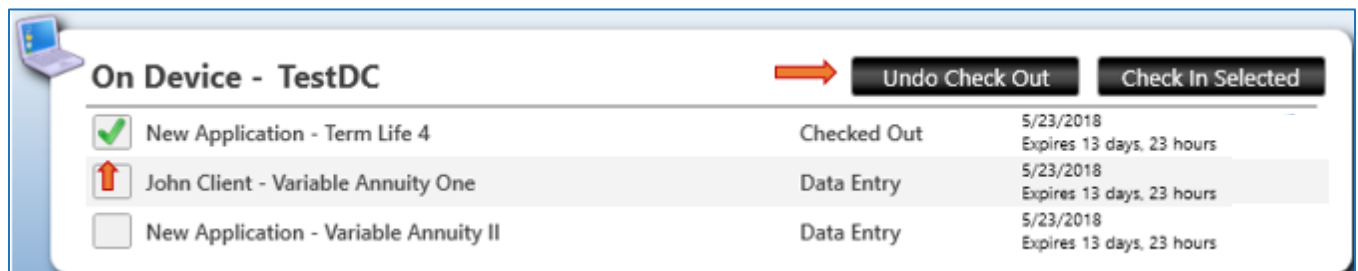 On Device - TestDC
Undo Check Out
Check In Selected
New Application - Term Life 4
Checked Out
5/23/2018
Expires 13 days, 23 hours
John Client - Variable Annuity One
Data Entry
5/23/2018
Expires 13 days, 23 hours
New Application - Variable Annuity II
Data Entry
5/23/2018
Expires 13 days, 23 hours